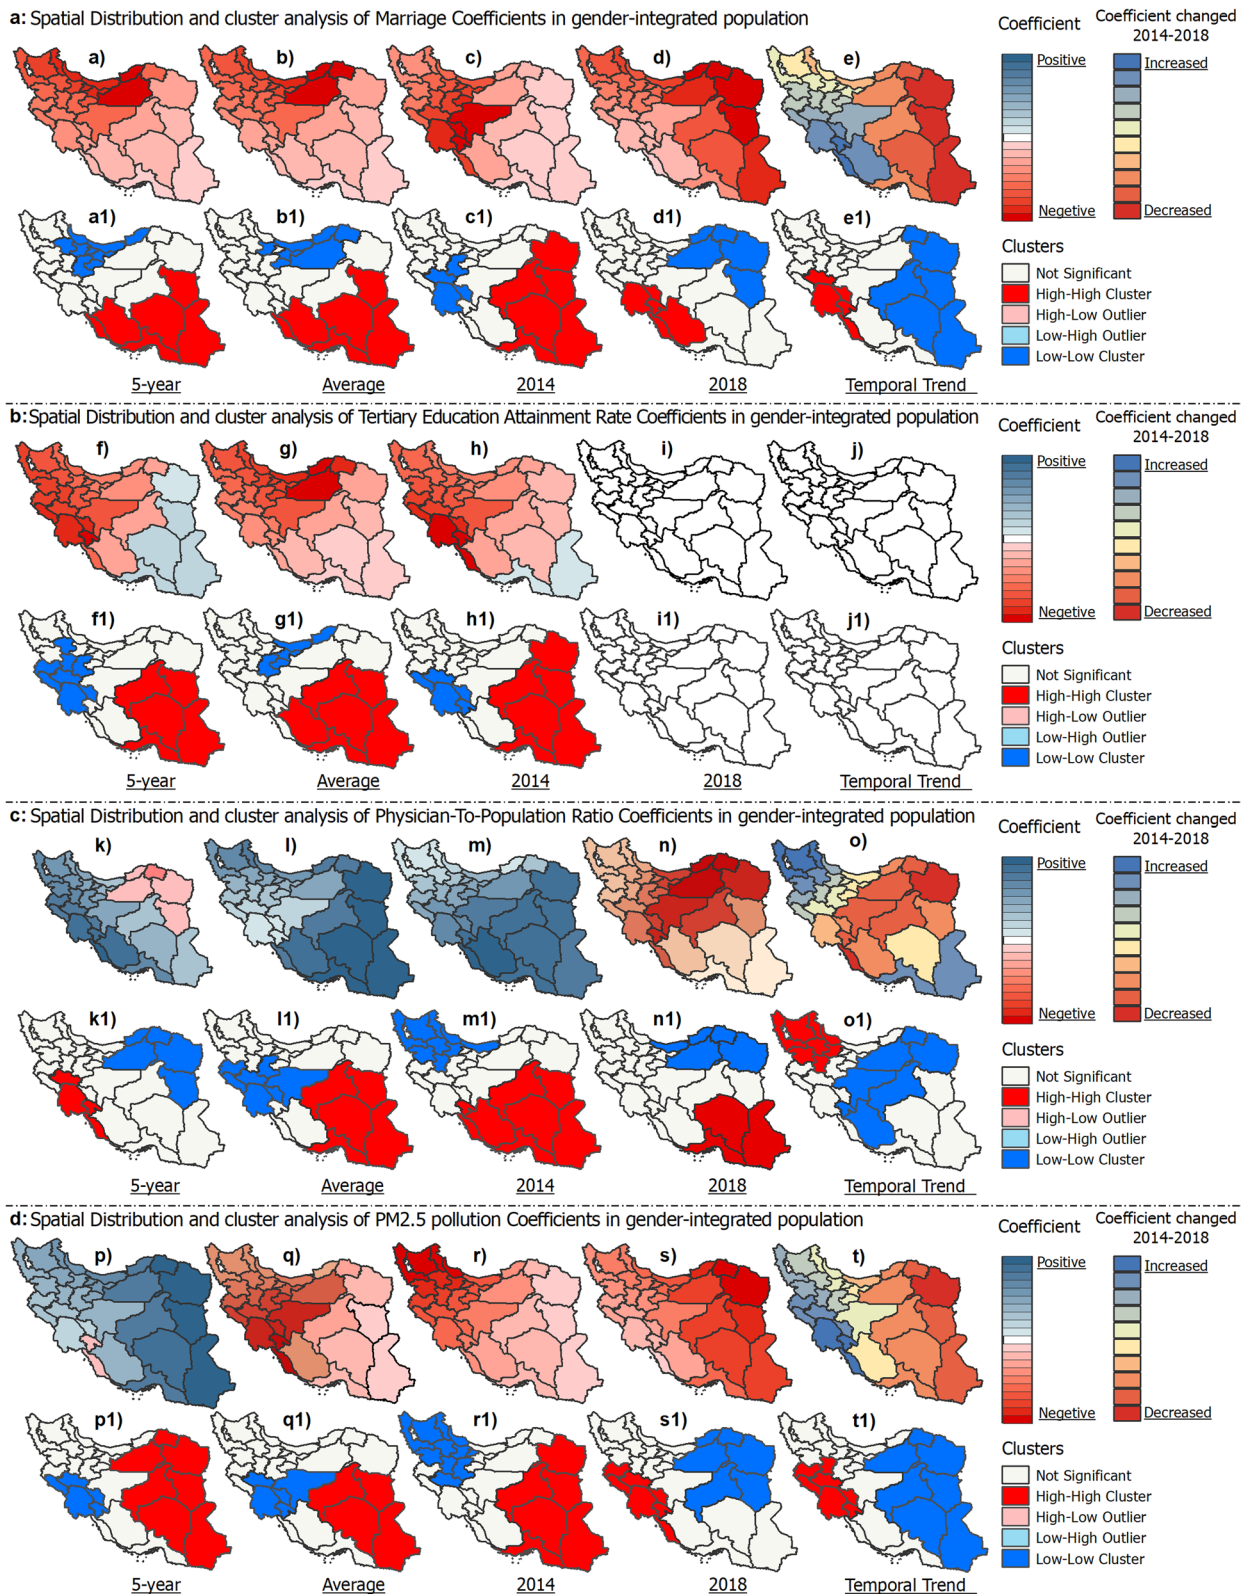 a: Spatial Distribution and cluster analysis of Marriage Coefficients in gender-integrated population
a) b) c) d) e)
Coefficient
Positive
Negetive
Coefficient changed
2014-2018
Increased
Decreased
a1) b1) c1) d1) e1)
Clusters
Not Significant
High-High Cluster
High-Low Outlier
Low-High Outlier
Low-Low Cluster
5-year Average 2014 2018 Temporal Trend
b: Spatial Distribution and cluster analysis of Tertiary Education Attainment Rate Coefficients in gender-integrated population
f) g) h) i) j)
Coefficient
Positive
Negetive
Coefficient changed
2014-2018
Increased
Decreased
f1) g1) h1) i1) j1)
Clusters
Not Significant
High-High Cluster
High-Low Outlier
Low-High Outlier
Low-Low Cluster
5-year Average 2014 2018 Temporal Trend
c: Spatial Distribution and cluster analysis of Physician-To-Population Ratio Coefficients in gender-integrated population
k) l) m) n) o)
Coefficient
Positive
Negetive
Coefficient changed
2014-2018
Increased
Decreased
k1) l1) m1) n1) o1)
Clusters
Not Significant
High-High Cluster
High-Low Outlier
Low-High Outlier
Low-Low Cluster
5-year Average 2014 2018 Temporal Trend
d: Spatial Distribution and cluster analysis of PM2.5 pollution Coefficients in gender-integrated population
p) q) r) s) t)
Coefficient
Positive
Negetive
Coefficient changed
2014-2018
Increased
Decreased
p1) q1) r1) s1) t1)
Clusters
Not Significant
High-High Cluster
High-Low Outlier
Low-High Outlier
Low-Low Cluster
5-year Average 2014 2018 Temporal Trend